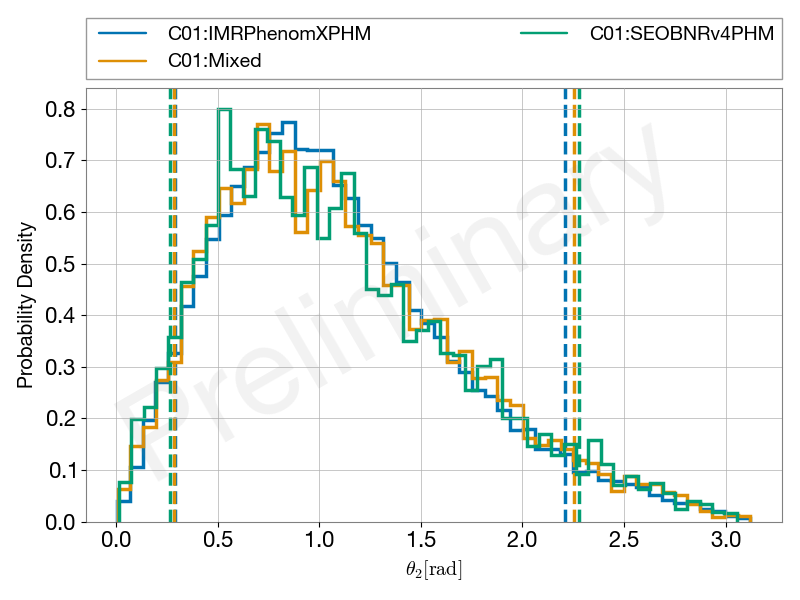 C01:IMRPhenomXPHM
C01:Mixed
C01:SEOBNRv4PHM
Preliminary
Probability Density
0.8
0.7
0.6
0.5
0.4
0.3
0.2
0.1
0.0
0.0 0.5 1.0 1.5 2.0 2.5 3.0
θ₂[rad]